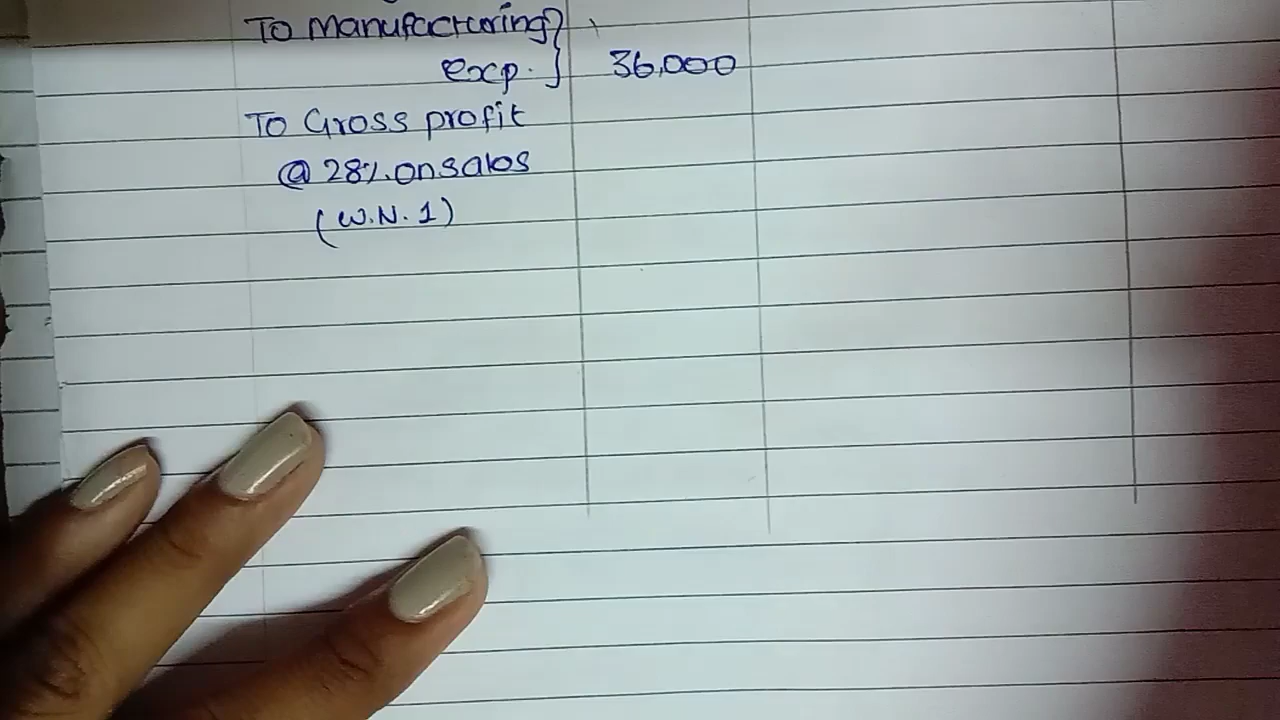 To Manufacturing }
exp. } 36,000
To Gross profit
@ 28%. on sales
(W.N. 1)